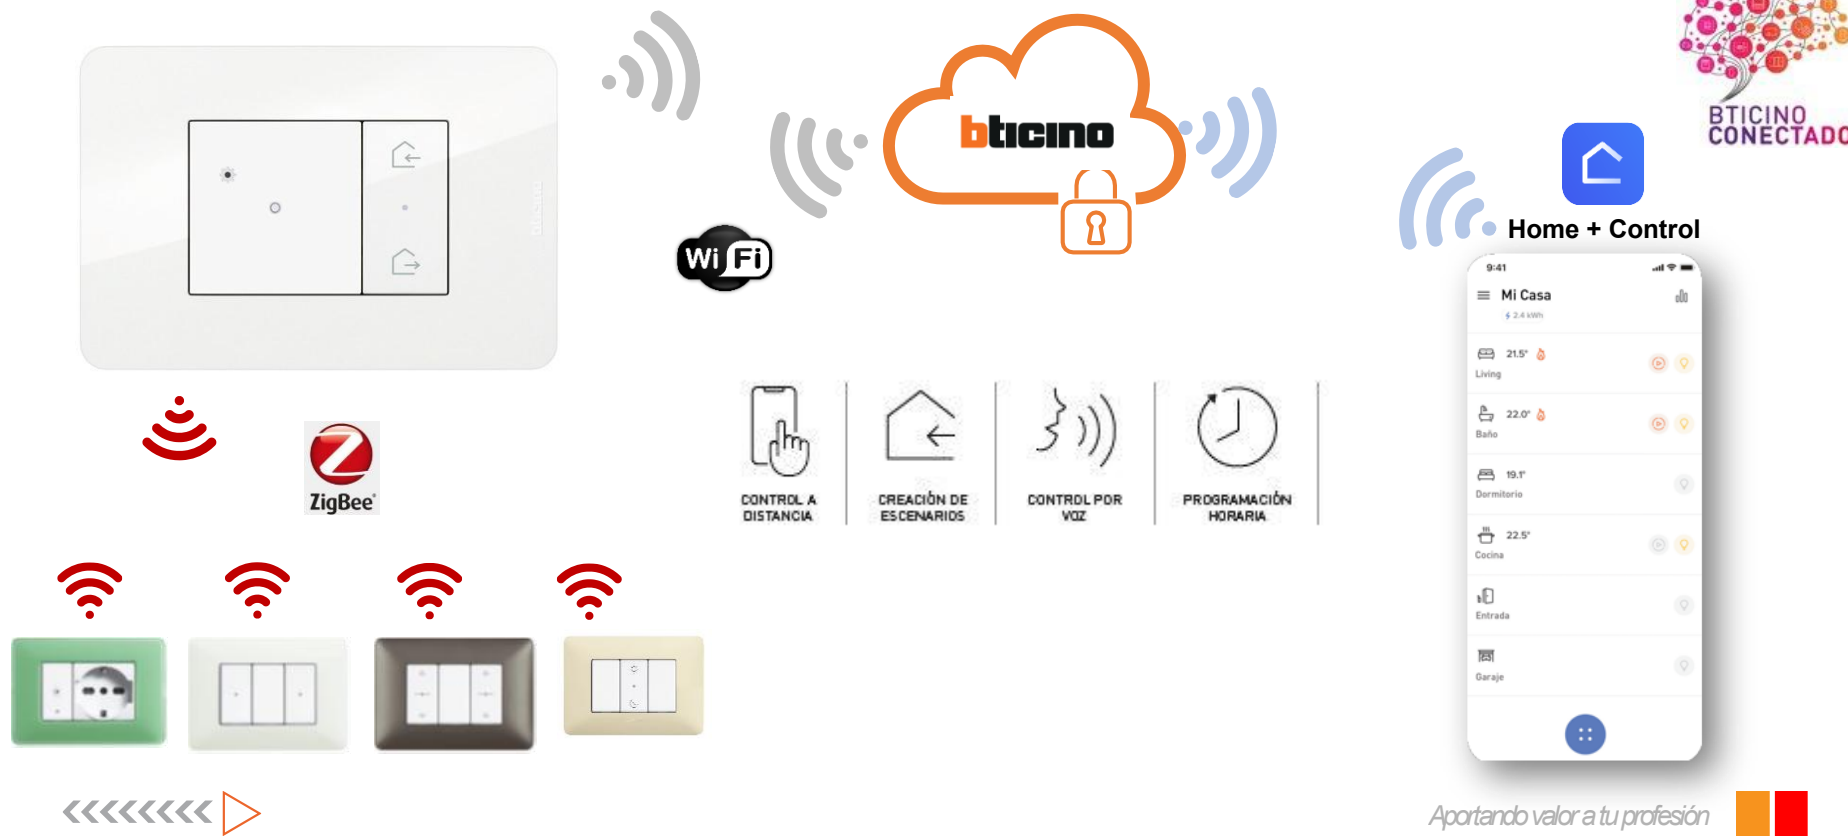 bticino
BTICINO
CONECTADO
Home + Control
Wi Fi
ZigBee
CONTROL A
DISTANCIA
CREACIÓN DE
ESCENARIOS
CONTROL POR
VOZ
PROGRAMACIÓN
HORARIA
9:41
Mi Casa
2.4 kWh
21.5°
Living
22.0°
Baño
19.1°
Dormitorio
22.5°
Cocina
Entrada
Garaje
Aportando valor a tu profesión